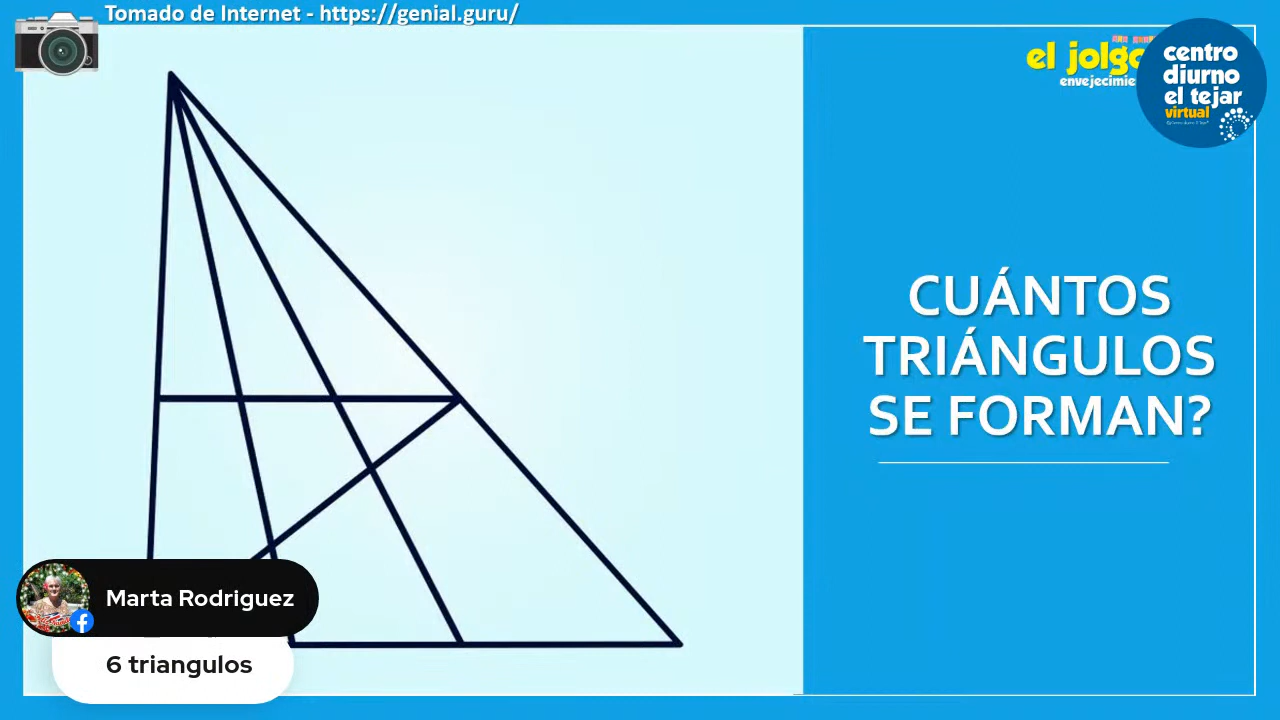 Tomado de Internet - https://genial.guru/
el jolgo
envejecimie
centro
diurno
el tejar
virtual
CUÁNTOS
TRIÁNGULOS
SE FORMAN?
Marta Rodriguez
6 triangulos